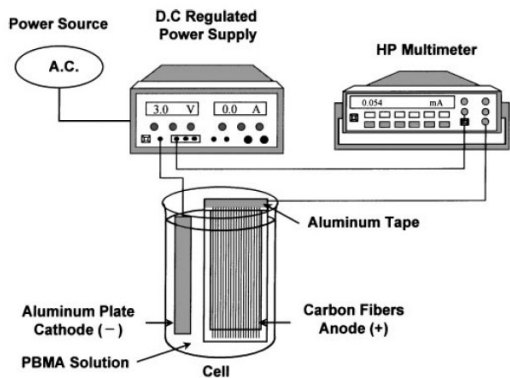 Power Source
A.C.
D.C Regulated
Power Supply
3.0 V
0.0 A
HP Multimeter
0.054 mA
Aluminum Tape
Aluminum Plate
Cathode (−)
Carbon Fibers
Anode (+)
PBMA Solution
Cell